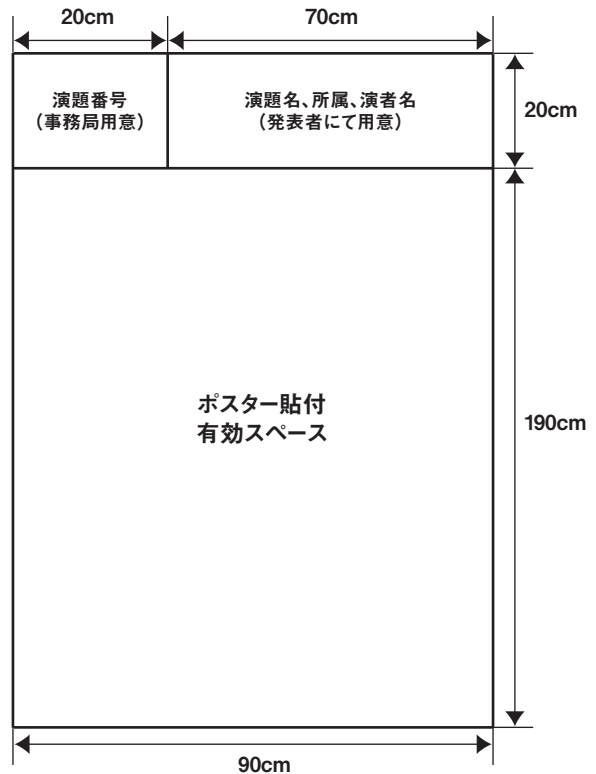 20cm
70cm
演題番号
（事務局用意）
演題名、所属、演者名
（発表者にて用意）
20cm
ポスター貼付
有効スペース
190cm
90cm